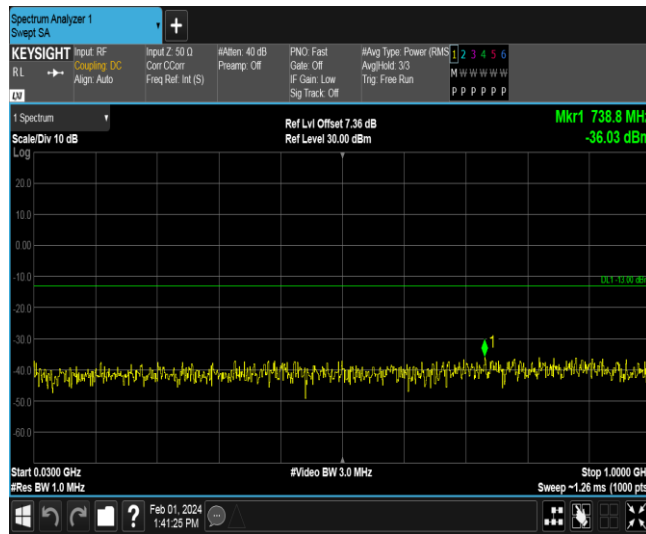 Spectrum Analyzer 1
Swept SA
+
KEYSIGHT
RL
LXI
Input: RF
Coupling: DC
Align: Auto
Input Z: 50 Ω
Corr CCorr
Freq Ref: Int (S)
#Atten: 40 dB
Preamp: Off
PNO: Fast
Gate: Off
IF Gain: Low
Sig Track: Off
#Avg Type: Power (RMS
Avg|Hold: 3/3
Trig: Free Run
1 2 3 4 5 6
M W W W W W
P P P P P P
1 Spectrum
Scale/Div 10 dB
Log
Ref Lvl Offset 7.36 dB
Ref Level 30.00 dBm
Mkr1 738.8 MH
-36.03 dBn
20.0
10.0
0.00
-10.0
-20.0
-30.0
-40.0
-50.0
-60.0
DL1 -13.00 dB
1
Start 0.0300 GHz
#Res BW 1.0 MHz
#Video BW 3.0 MHz
Stop 1.0000 GH
Sweep ~1.26 ms (1000 pts
?
Feb 01, 2024
1:41:25 PM